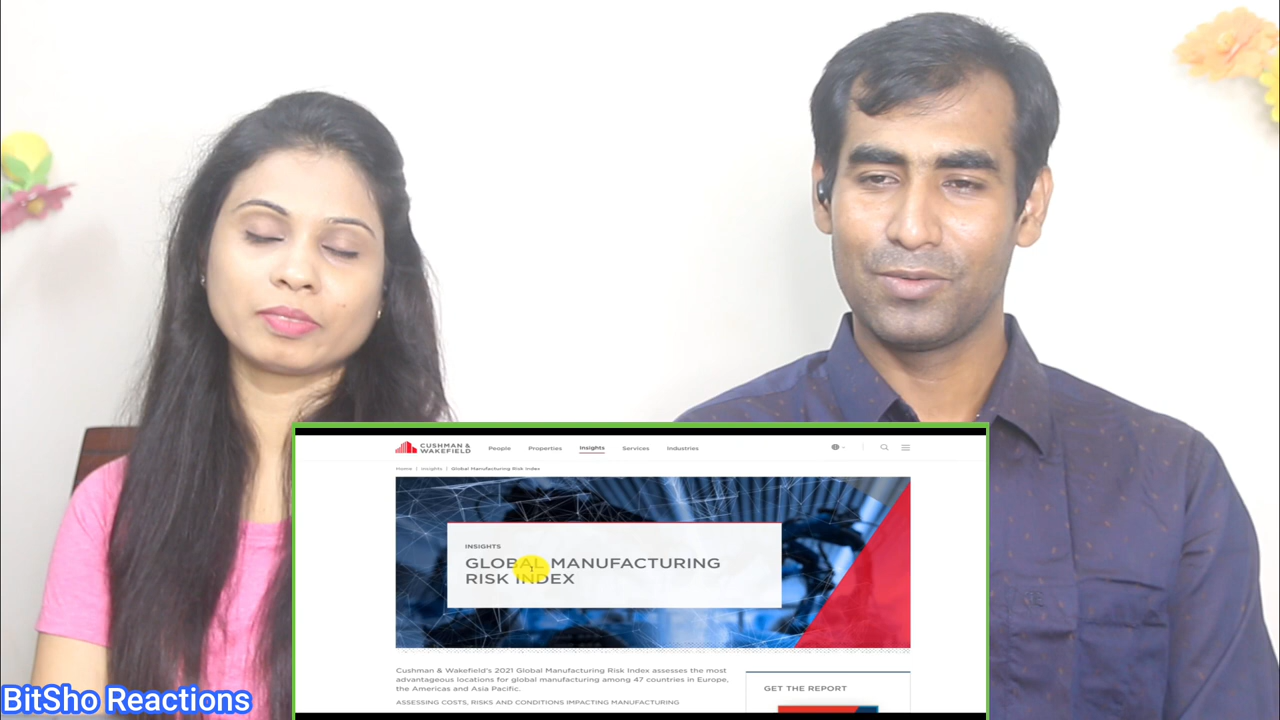 CUSHMAN &
WAKEFIELD
People Properties Insights Services Industries
Home | Insights | Global Manufacturing Risk Index
INSIGHTS
GLOBAL MANUFACTURING
RISK INDEX
Cushman & Wakefield's 2021 Global Manufacturing Risk Index assesses the most
advantageous locations for global manufacturing among 47 countries in Europe,
the Americas and Asia Pacific.
ASSESSING COSTS, RISKS AND CONDITIONS IMPACTING MANUFACTURING
GET THE REPORT
BitSho Reactions